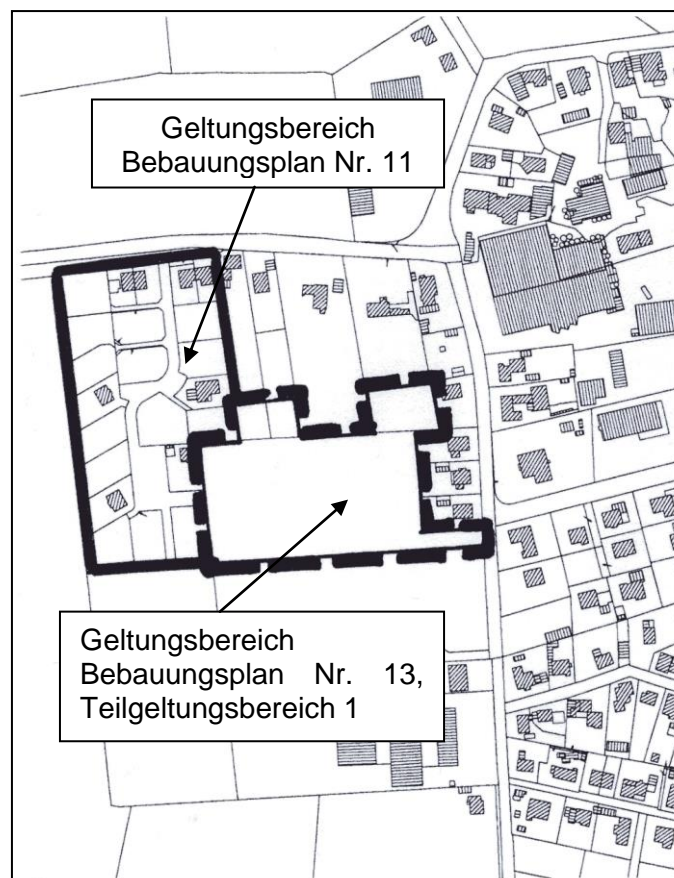 Geltungsbereich
Bebauungsplan Nr. 11
Geltungsbereich
Bebauungsplan Nr. 13,
Teilgeltungsbereich 1